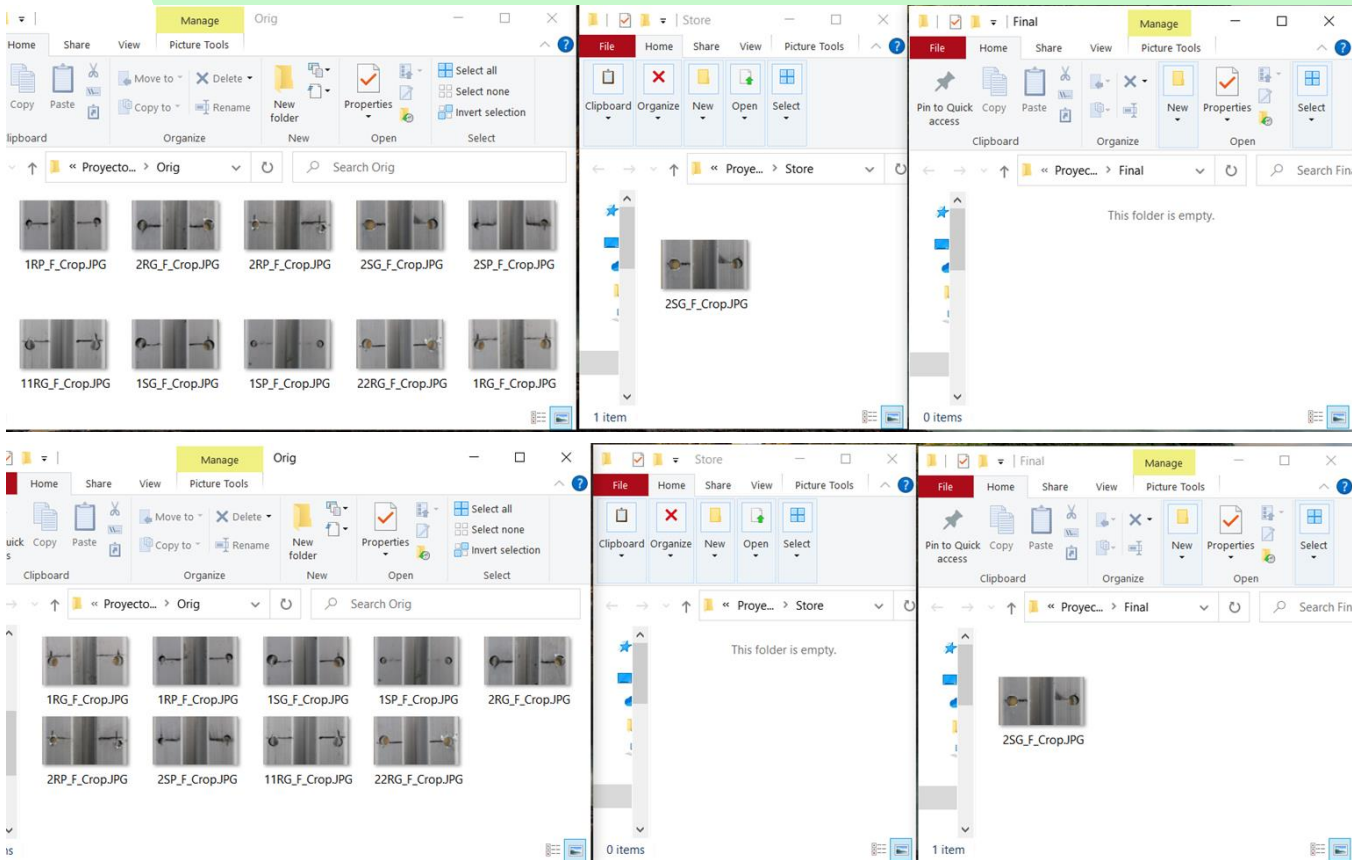 Manage Orig
Home Share View Picture Tools
Copy Paste
Move to Delete
Copy to Rename
New folder
Properties
Select all
Select none
Invert selection
lipboard Organize New Open Select
« Proyecto... > Orig Search Orig
1RP_F_Crop.JPG 2RG_F_Crop.JPG 2RP_F_Crop.JPG 2SG_F_Crop.JPG 2SP_F_Crop.JPG
11RG_F_Crop.JPG 1SG_F_Crop.JPG 1SP_F_Crop.JPG 22RG_F_Crop.JPG 1RG_F_Crop.JPG
Store
File Home Share View Picture Tools
Clipboard Organize New Open Select
« Proye... > Store
2SG_F_Crop.JPG
1 item
Final Manage
File Home Share View Picture Tools
Pin to Quick access Copy Paste New Properties Select
Clipboard Organize Open
« Proyec... > Final Search Fina
This folder is empty.
0 items
Manage Orig
Home Share View Picture Tools
uick Copy Paste
s
Move to Delete
Copy to Rename
New folder
Properties
Select all
Select none
Invert selection
Clipboard Organize New Open Select
« Proyecto... > Orig Search Orig
1RG_F_Crop.JPG 1RP_F_Crop.JPG 1SG_F_Crop.JPG 1SP_F_Crop.JPG 2RG_F_Crop.JPG
2RP_F_Crop.JPG 2SP_F_Crop.JPG 11RG_F_Crop.JPG 22RG_F_Crop.JPG
ns
Store
File Home Share View Picture Tools
Clipboard Organize New Open Select
« Proye... > Store
This folder is empty.
0 items
Final Manage
File Home Share View Picture Tools
Pin to Quick access Copy Paste New Properties Select
Clipboard Organize Open
« Proyec... > Final Search Fin
2SG_F_Crop.JPG
1 item